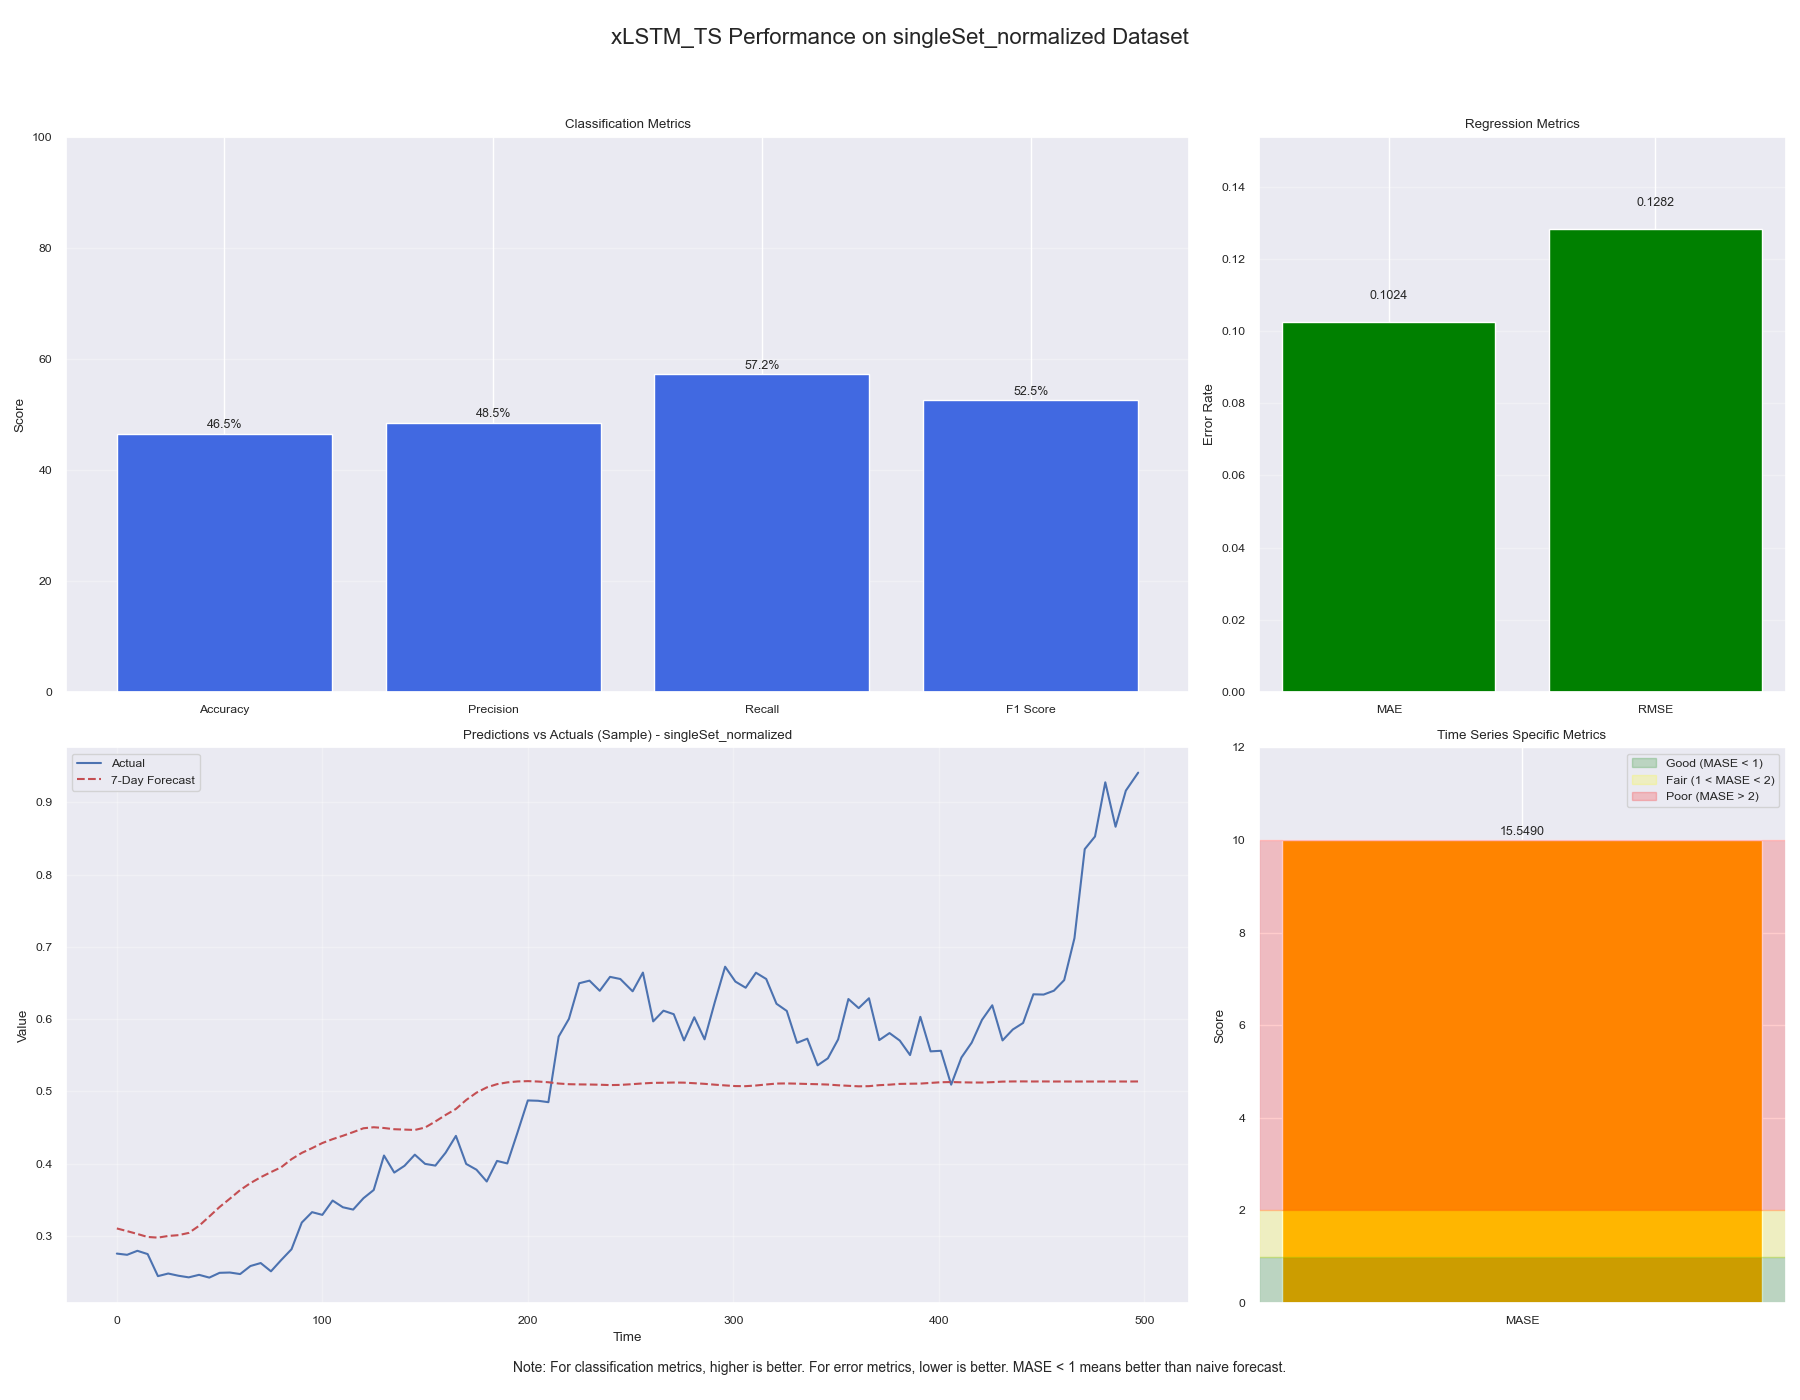 xLSTM_TS Performance on singleSet_normalized Dataset
Classification Metrics
100
80
60
40
20
0
Score
46.5%
48.5%
57.2%
52.5%
Accuracy
Precision
Recall
F1 Score
Regression Metrics
0.14
0.12
0.10
0.08
0.06
0.04
0.02
0.00
Error Rate
0.1024
0.1282
MAE
RMSE
Predictions vs Actuals (Sample) - singleSet_normalized
Actual
7-Day Forecast
0.9
0.8
0.7
0.6
0.5
0.4
0.3
Value
0
100
200
300
400
500
Time
Time Series Specific Metrics
Good (MASE < 1)
Fair (1 < MASE < 2)
Poor (MASE > 2)
12
10
8
6
4
2
0
Score
15.5490
MASE
Note: For classification metrics, higher is better. For error metrics, lower is better. MASE < 1 means better than naive forecast.